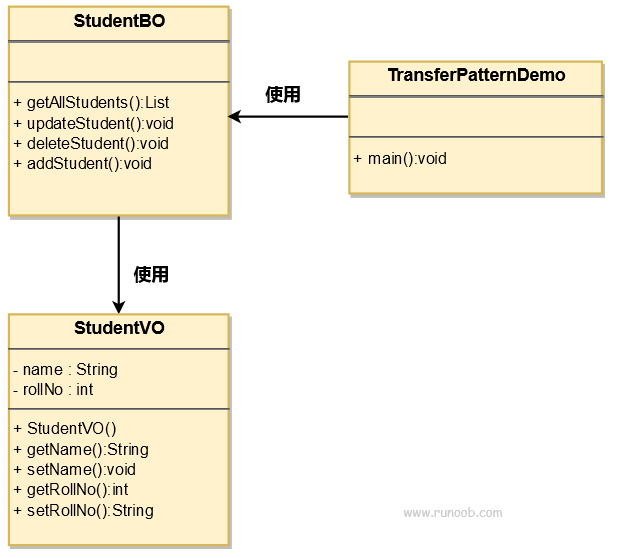 StudentBO
+ getAllStudents():List
+ updateStudent():void
+ deleteStudent():void
+ addStudent():void
使用
TransferPatternDemo
+ main():void
使用
StudentVO
- name : String
- rollNo : int
+ StudentVO()
+ getName():String
+ setName():void
+ getRollNo():int
+ setRollNo():String
www.runoob.com